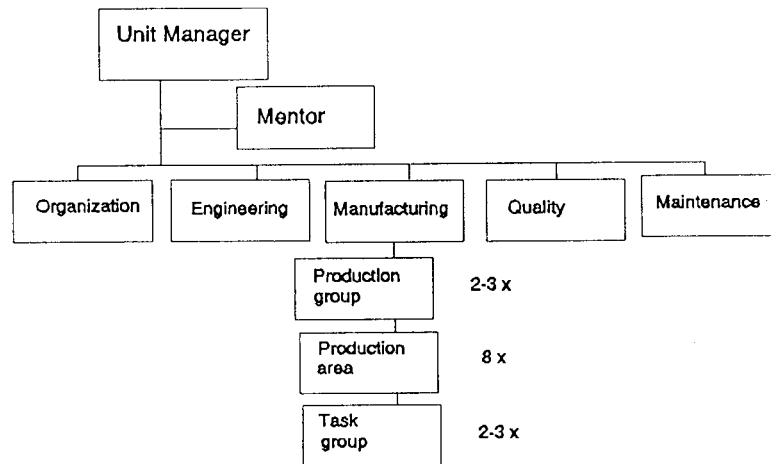 Unit Manager
Mentor
Organization
Engineering
Manufacturing
Quality
Maintenance
Production
group
2-3 x
Production
area
8 x
Task
group
2-3 x